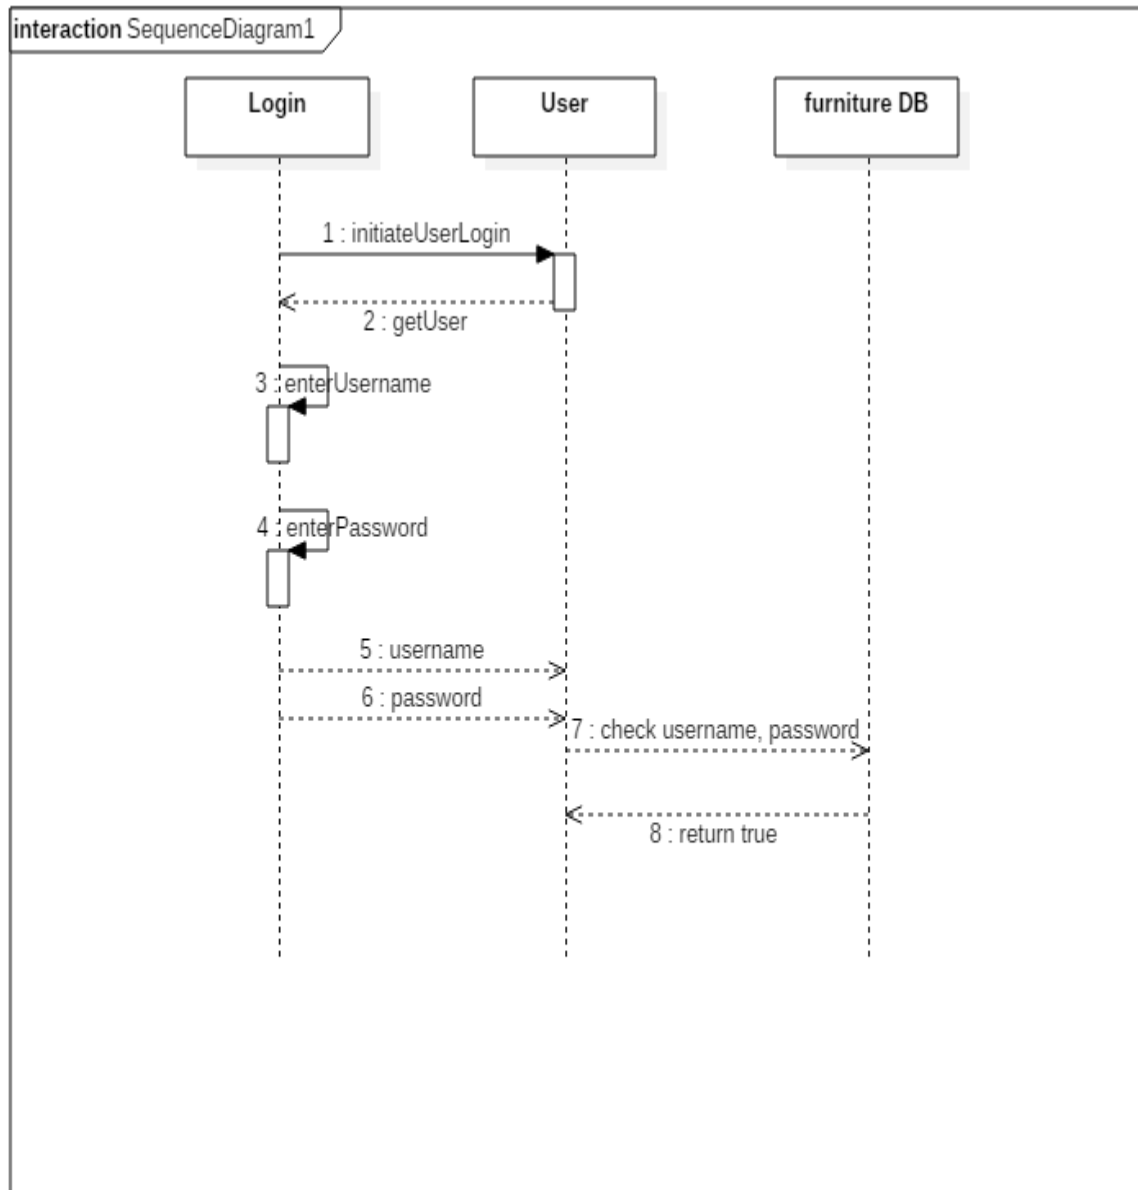 interaction SequenceDiagram1
Login
User
furniture DB
1 : initiateUserLogin
2 : getUser
3 : enterUsername
4 : enterPassword
5 : username
6 : password
7 : check username, password
8 : return true